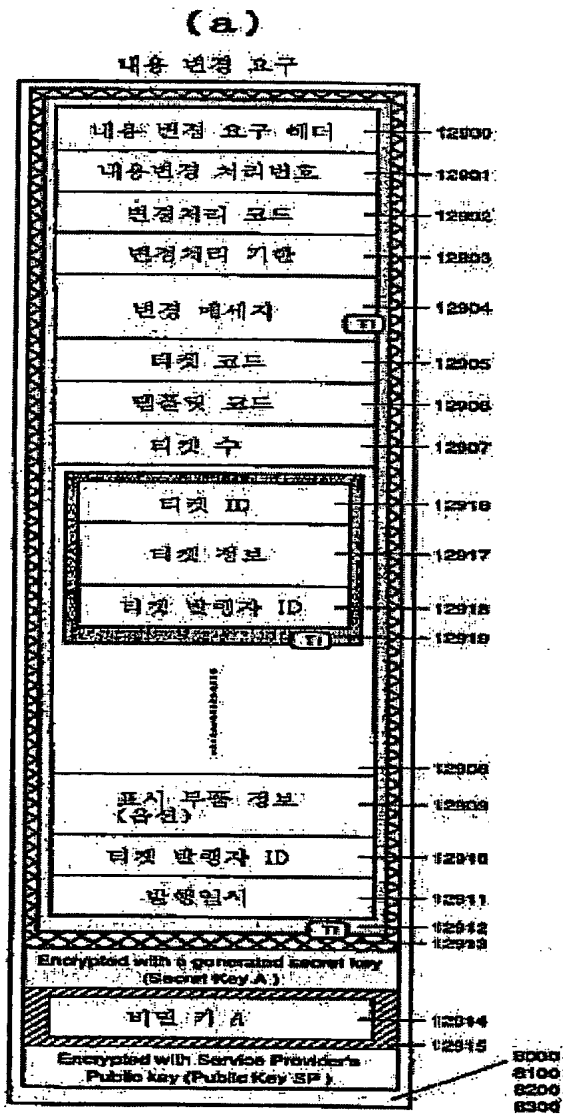 (a)
내용 변경 요구
내용 변경 요구 헤더 12900
내용변경 처리번호 12901
변경처리 코드 12902
변경처리 기한 12903
변경 메세지 12904
TI
티켓 코드 12905
템플릿 코드 12906
티켓 수 12907
티켓 ID 12916
티켓 정보 12917
티켓 발행자 ID 12918
TI 12919
12908
표시 부품 정보 12909
(옵션)
티켓 발행자 ID 12910
발행일시 12911
TI 12912
12913
Encrypted with a generated secret key
(Secret Key A)
비밀 키 A 12914
12915
Encrypted with Service Provider's
Public key (Public Key SP)
8000
8100
8200
8300